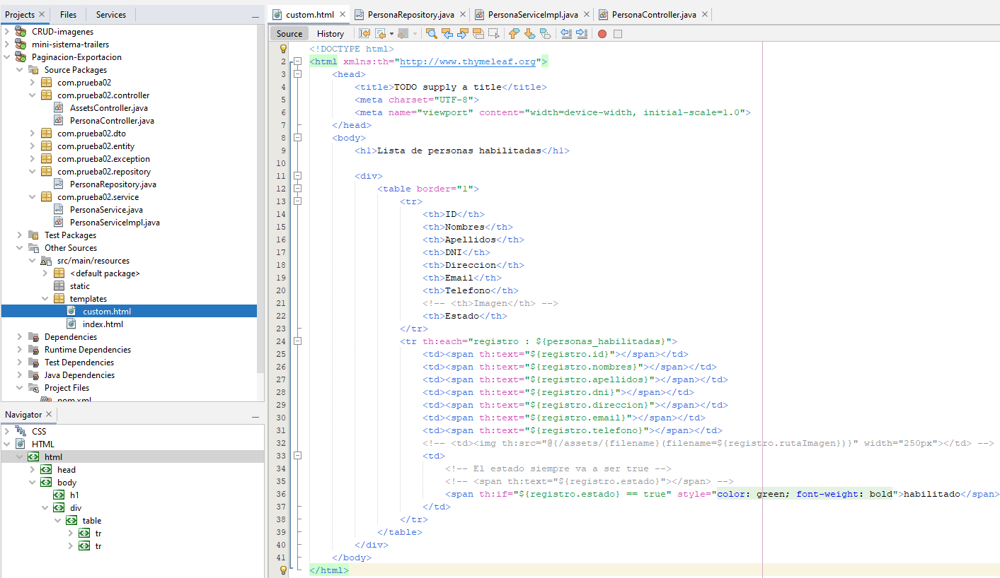 Projects
Files
Services
CRUD-imagenes
mini-sistema-trailers
Paginacion-Exportacion
Source Packages
com.prueba02
com.prueba02.controller
AssetsController.java
PersonaController.java
com.prueba02.dto
com.prueba02.entity
com.prueba02.exception
com.prueba02.repository
PersonaRepository.java
com.prueba02.service
PersonaService.java
PersonaServiceImpl.java
Test Packages
Other Sources
src/main/resources
<default package>
static
templates
custom.html
index.html
Dependencies
Runtime Dependencies
Test Dependencies
Java Dependencies
Project Files
pom.xml
Navigator
CSS
HTML
html
head
body
h1
div
table
tr
tr
custom.html
PersonaRepository.java
PersonaServiceImpl.java
PersonaController.java
Source
History
<!DOCTYPE html>
2 <html xmlns:th="http://www.thymeleaf.org">
3 <head>
4 <title>TODO supply a title</title>
5 <meta charset="UTF-8">
6 <meta name="viewport" content="width=device-width, initial-scale=1.0">
7 </head>
8 <body>
9 <h1>Lista de personas habilitadas</h1>
10
11 <div>
12 <table border="1">
13 <tr>
14 <th>ID</th>
15 <th>Nombres</th>
16 <th>Apellidos</th>
17 <th>DNI</th>
18 <th>Direccion</th>
19 <th>Email</th>
20 <th>Telefono</th>
21 <!-- <th>Imagen</th> -->
22 <th>Estado</th>
23 </tr>
24 <tr th:each="registro : ${personas_habilitadas}">
25 <td><span th:text="${registro.id}"></span></td>
26 <td><span th:text="${registro.nombres}"></span></td>
27 <td><span th:text="${registro.apellidos}"></span></td>
28 <td><span th:text="${registro.dni}"></span></td>
29 <td><span th:text="${registro.direccion}"></span></td>
30 <td><span th:text="${registro.email}"></span></td>
31 <td><span th:text="${registro.telefono}"></span></td>
32 <!-- <td><img th:src="@{/assets/{filename}(filename=${registro.rutaImagen})}" width="250px"></td> -->
33 <td>
34 <!-- El estado siempre va a ser true -->
35 <!-- <span th:text="${registro.estado}"></span> -->
36 <span th:if="${registro.estado} == true" style="color: green; font-weight: bold">habilitado</span>
37 </td>
38 </tr>
39 </table>
40 </div>
41 </body>
</html>